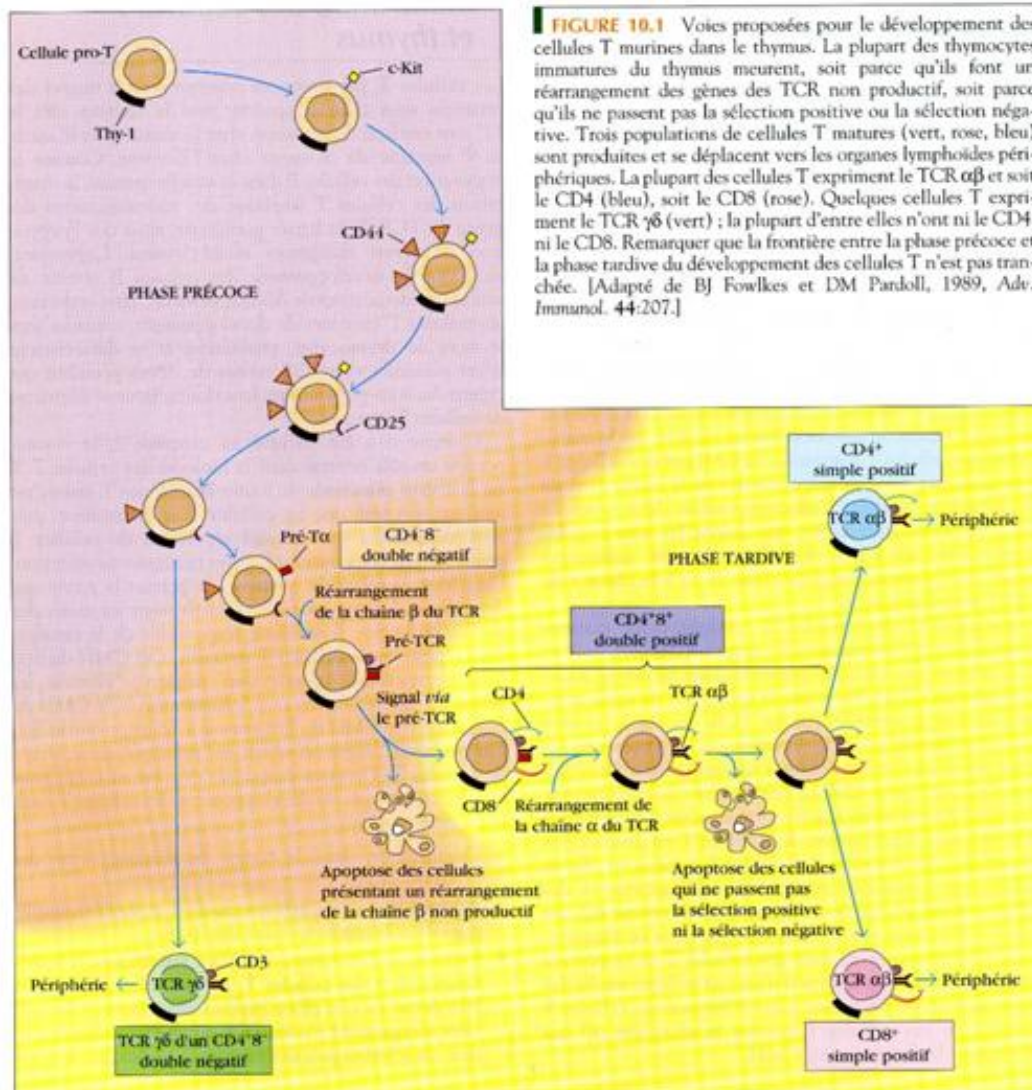 FIGURE 10.1 Voies proposées pour le développement des
cellules T murines dans le thymus. La plupart des thymocytes
immatures du thymus meurent, soit parce qu'ils font un
réarrangement des gènes des TCR non productif, soit parce
qu'ils ne passent pas la sélection positive ou la sélection néga-
tive. Trois populations de cellules T matures (vert, rose, bleu)
sont produites et se déplacent vers les organes lymphoïdes péri-
phériques. La plupart des cellules T expriment le TCR αβ et soit
le CD4 (bleu), soit le CD8 (rose). Quelques cellules T expri-
ment le TCR γδ (vert) ; la plupart d'entre elles n'ont ni le CD4
ni le CD8. Remarquer que la frontière entre la phase précoce et
la phase tardive du développement des cellules T n'est pas tran-
chée. [Adapté de BJ Fowlkes et DM Pardoll, 1989, Adv.
Immunol. 44:207.]
Cellule pro-T
c-Kit
Thy-1
CD44
PHASE PRÉCOCE
CD25
CD4⁺
simple positif
TCR αβ
Périphérie
Pré-Tα
CD4⁻8⁻
double négatif
PHASE TARDIVE
Réarrangement
de la chaîne β du TCR
CD4⁺8⁺
double positif
Pré-TCR
Signal via
le pré-TCR
CD4
TCR αβ
CD8
Réarrangement de
la chaîne α du TCR
Apoptose des cellules
présentant un réarrangement
de la chaîne β non productif
Apoptose des cellules
qui ne passent pas
la sélection positive
ni la sélection négative
CD3
Périphérie
TCR γδ
TCR γδ d'un CD4⁻8⁻
double négatif
TCR αβ
Périphérie
CD8⁺
simple positif